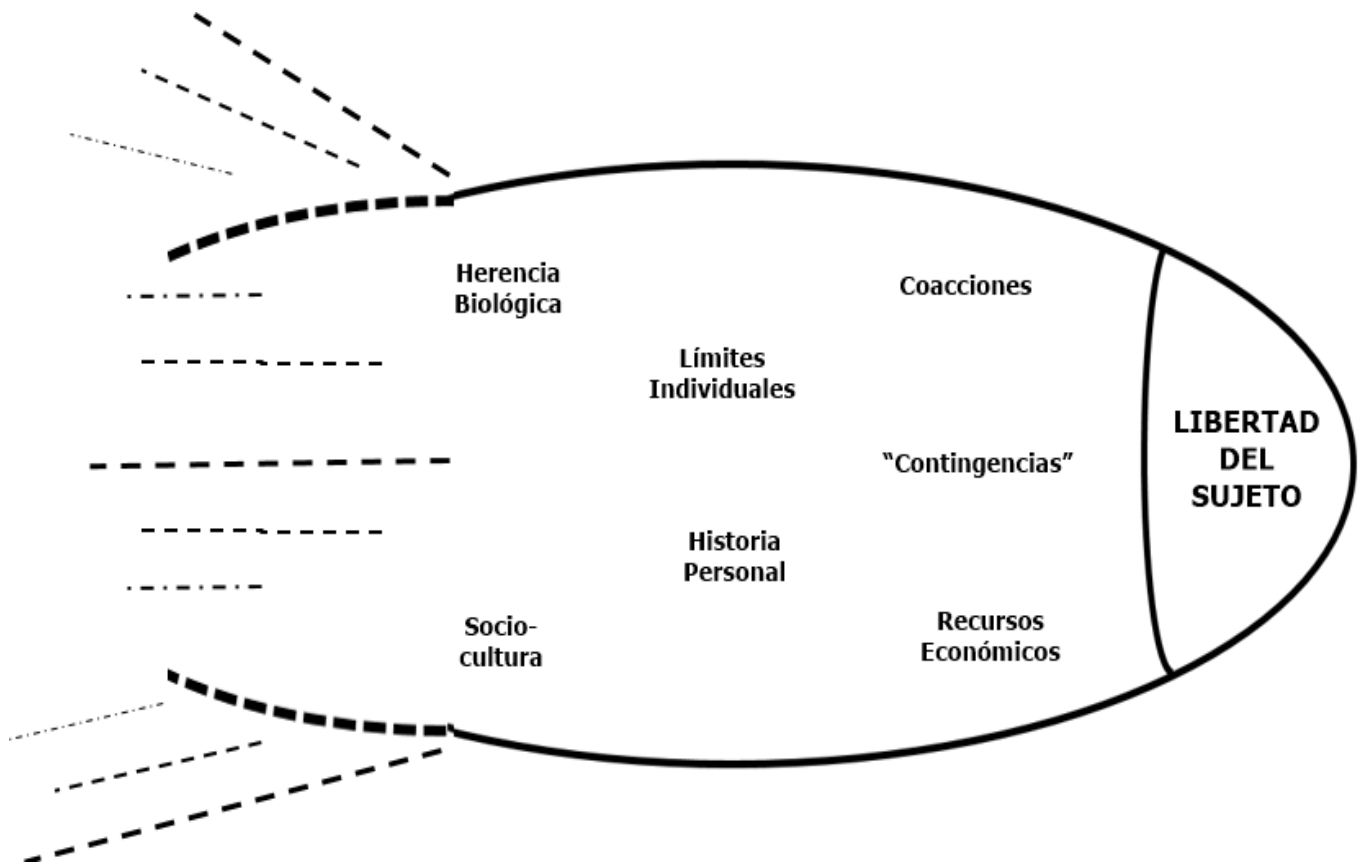 Herencia
Biológica
Coacciones
Límites
Individuales
LIBERTAD
DEL
SUJETO
“Contingencias”
Historia
Personal
Socio-
cultura
Recursos
Económicos